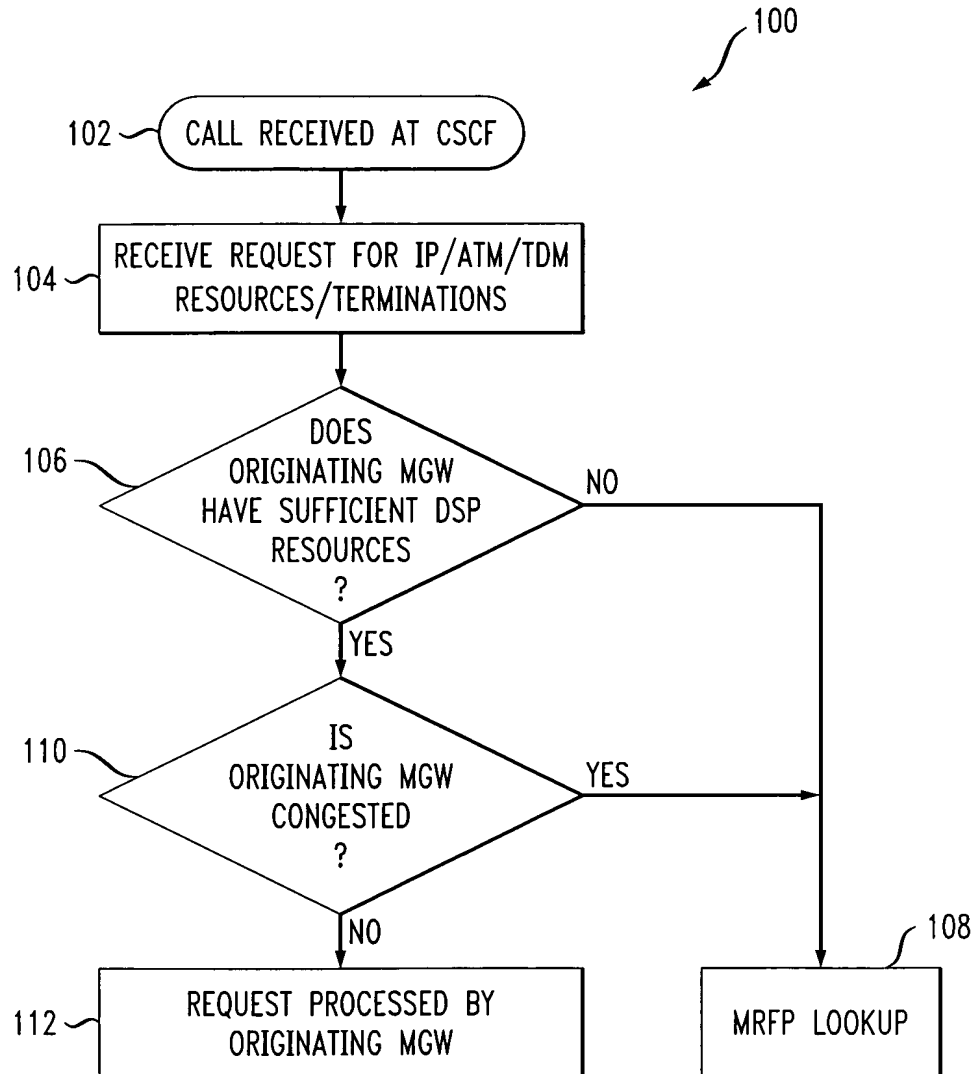 100
102
CALL RECEIVED AT CSCF
104
RECEIVE REQUEST FOR IP/ATM/TDM
RESOURCES/TERMINATIONS
106
DOES
ORIGINATING MGW
HAVE SUFFICIENT DSP
RESOURCES
?
NO
YES
110
IS
ORIGINATING MGW
CONGESTED
?
YES
NO
108
112
REQUEST PROCESSED BY
ORIGINATING MGW
MRFP LOOKUP